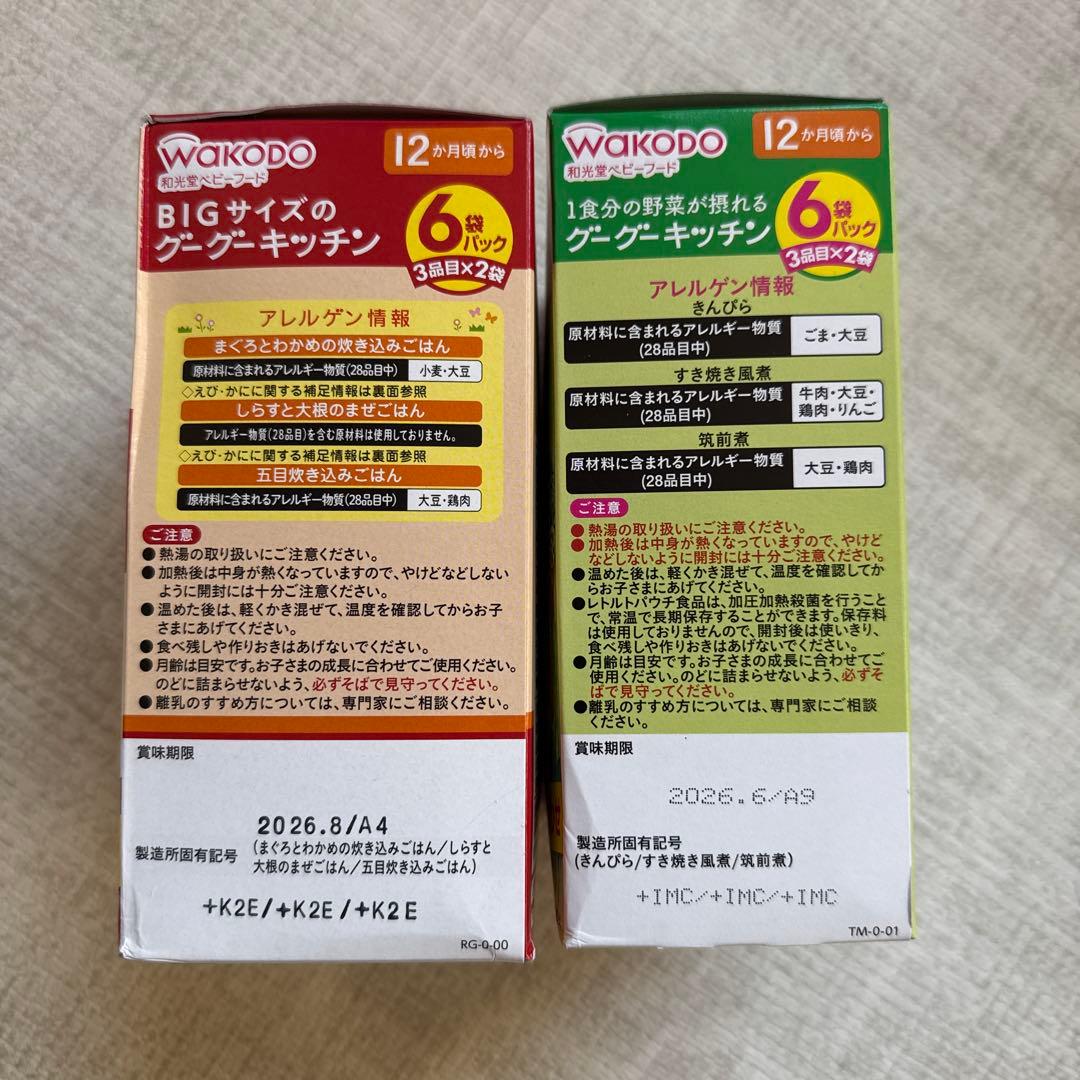 WAKODO
和光堂ベビーフード
12か月頃から
BIGサイズの
グーグーキッチン
6袋パック
3品目×2袋
アレルゲン情報
まぐろとわかめの炊き込みごはん
原材料に含まれるアレルギー物質(28品目中) 小麦・大豆
◇えび・かにに関する補足情報は裏面参照
しらすと大根のまぜごはん
アレルギー物質(28品目)を含む原材料は使用しておりません。
◇えび・かにに関する補足情報は裏面参照
五目炊き込みごはん
原材料に含まれるアレルギー物質(28品目中) 大豆・鶏肉
ご注意
●熱湯の取り扱いにご注意ください。
●加熱後は中身が熱くなっていますので、やけどなどしない
ように開封には十分ご注意ください。
●温めた後は、軽くかき混ぜて、温度を確認してからお子
さまにあげてください。
●食べ残しや作りおきはあげないでください。
●月齢は目安です。お子さまの成長に合わせてご使用ください。
のどに詰まらせないよう、必ずそばで見守ってください。
●離乳のすすめ方については、専門家にご相談ください。
賞味期限
2026.8/A4
製造所固有記号
(まぐろとわかめの炊き込みごはん/しらすと
大根のまぜごはん/五目炊き込みごはん)
+K2E/+K2E/+K2E
RG-0-00
WAKODO
和光堂ベビーフード
12か月頃から
1食分の野菜が摂れる
グーグーキッチン
6袋パック
3品目×2袋
アレルゲン情報
きんぴら
原材料に含まれるアレルギー物質
(28品目中)
ごま・大豆
すき焼き風煮
原材料に含まれるアレルギー物質
(28品目中)
牛肉・大豆・
鶏肉・りんご
筑前煮
原材料に含まれるアレルギー物質
(28品目中)
大豆・鶏肉
ご注意
●熱湯の取り扱いにご注意ください。
●加熱後は中身が熱くなっていますので、やけど
などしないように開封には十分ご注意ください。
●温めた後は、軽くかき混ぜて、温度を確認してか
らお子さまにあげてください。
●レトルトパウチ食品は、加圧加熱殺菌を行うこと
で、常温で長期保存することができます。保存料
は使用しておりませんので、開封後は使いきり、
食べ残しや作りおきはあげないでください。
●月齢は目安です。お子さまの成長に合わせてご
使用ください。のどに詰まらせないよう、必ずそ
ばで見守ってください。
●離乳のすすめ方については、専門家にご相談
ください。
賞味期限
2026.6/A9
製造所固有記号
(きんぴら/すき焼き風煮/筑前煮)
+IMC/+IMC/+IMC
TM-0-01